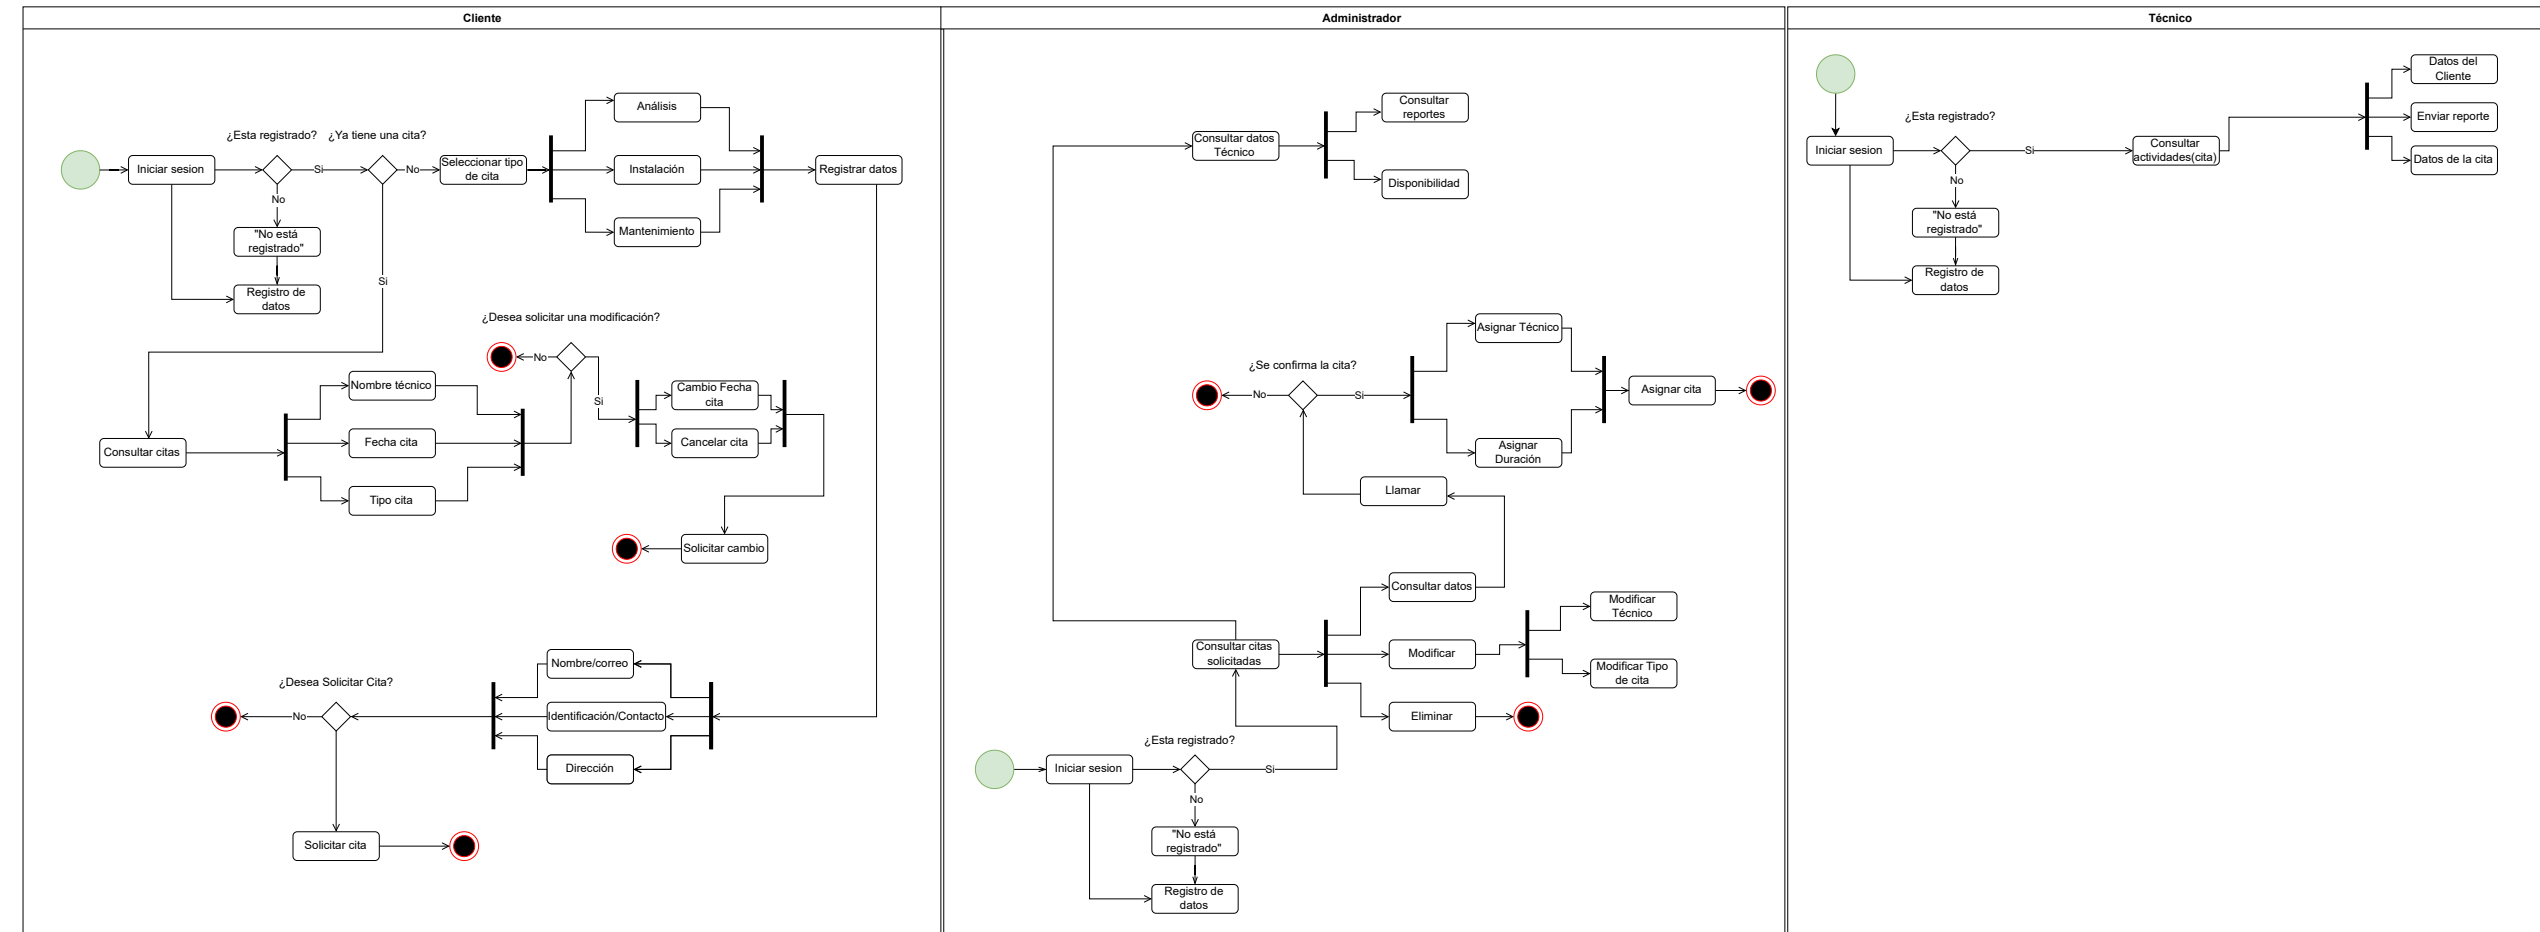 Cliente
Administrador
Técnico
¿Esta registrado?
¿Ya tiene una cita?
Iniciar sesion
Si
No
Seleccionar tipo
de cita
Análisis
Instalación
Mantenimiento
Registrar datos
No
"No está
registrado"
Registro de
datos
Si
¿Desea solicitar una modificación?
No
Si
Nombre técnico
Fecha cita
Tipo cita
Consultar citas
Cambio Fecha
cita
Cancelar cita
Solicitar cambio
Nombre/correo
Identificación/Contacto
Dirección
¿Desea Solicitar Cita?
No
Solicitar cita
Consultar datos
Técnico
Consultar
reportes
Disponibilidad
¿Se confirma la cita?
No
Si
Asignar Técnico
Asignar
Duración
Asignar cita
Llamar
Consultar datos
Consultar citas
solicitadas
Modificar
Eliminar
Modificar
Técnico
Modificar Tipo
de cita
¿Esta registrado?
Iniciar sesion
Si
No
"No está
registrado"
Registro de
datos
¿Esta registrado?
Iniciar sesion
Si
No
"No está
registrado"
Registro de
datos
Consultar
actividades(cita)
Datos del
Cliente
Enviar reporte
Datos de la cita